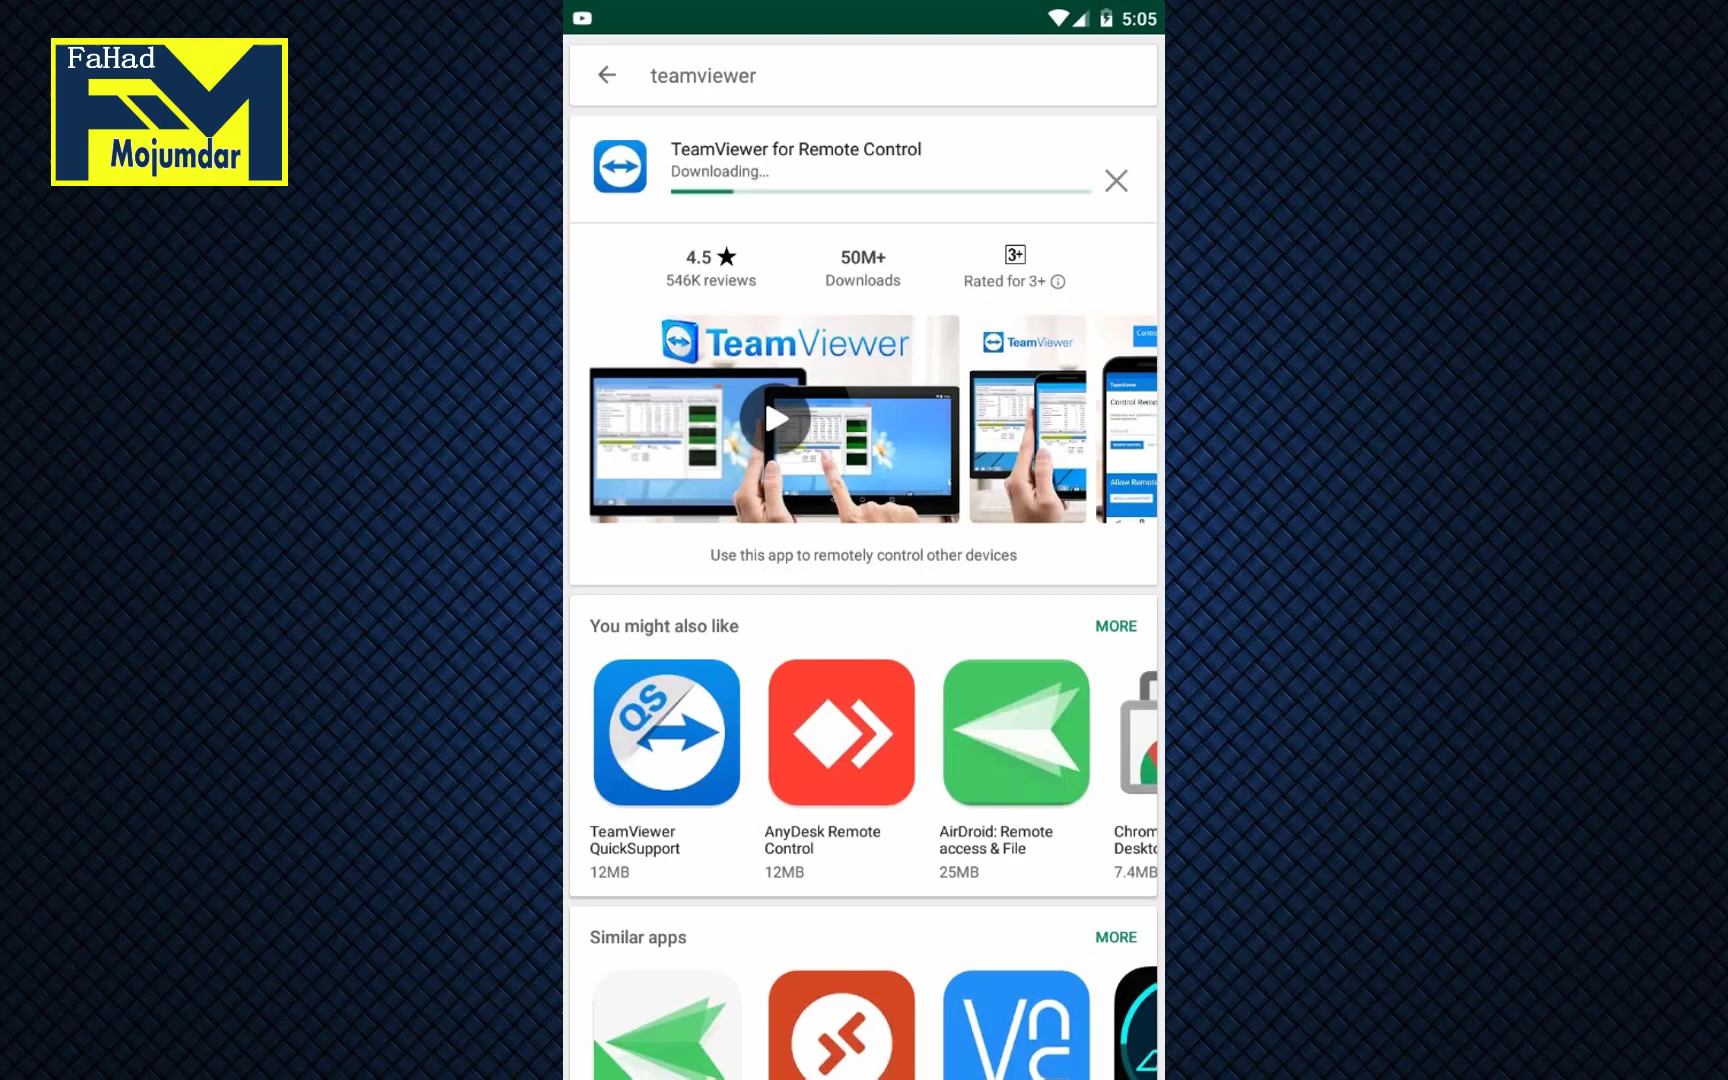 FaHad
Mojumdar
5:05
teamviewer
TeamViewer for Remote Control
Downloading...
4.5 ★
546K reviews
50M+
Downloads
3+
Rated for 3+
TeamViewer
TeamViewer
TeamViewer
Control Remo
Allow Remote
Use this app to remotely control other devices
You might also like
MORE
QS
TeamViewer
QuickSupport
12MB
AnyDesk Remote
Control
12MB
AirDroid: Remote
access & File
25MB
Chrom
Deskto
7.4MB
Similar apps
MORE
Vnc